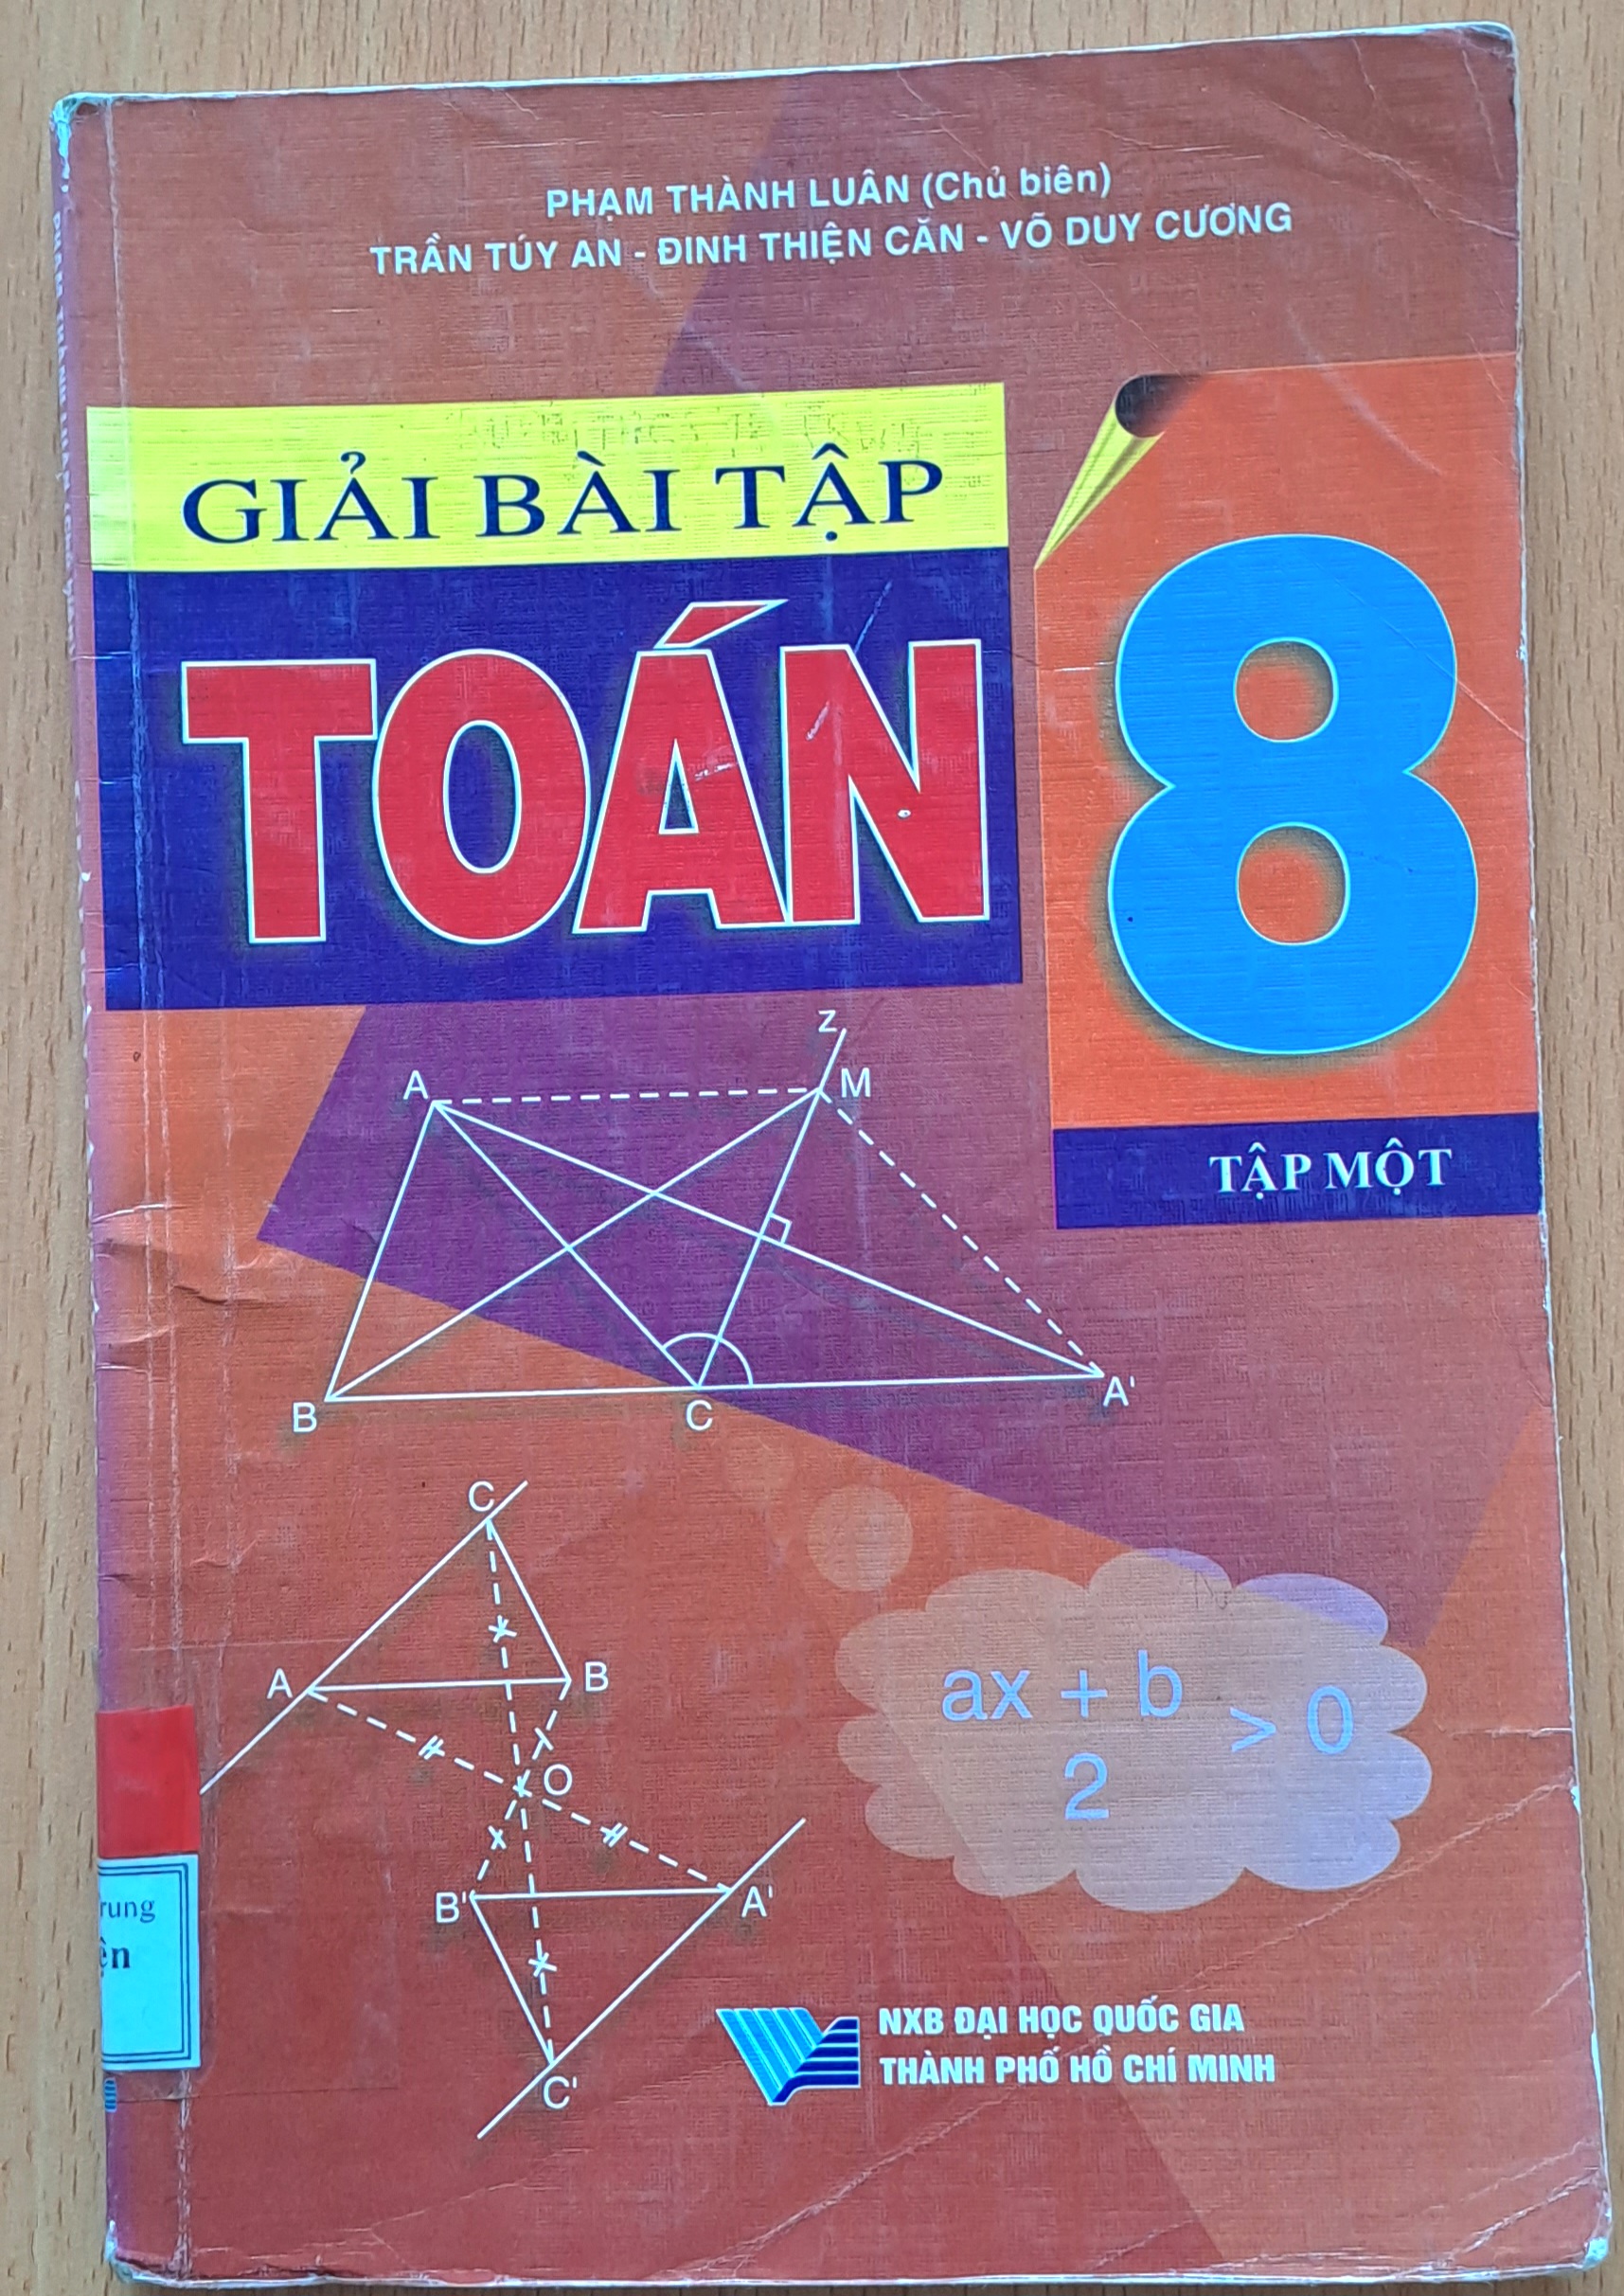 PHẠM THÀNH LUÂN (Chủ biên)
TRẦN TÚY AN - ĐINH THIỆN CĂN - VÕ DUY CƯƠNG
GIẢI BÀI TẬP
TOÁN
8
TẬP MỘT
z
A
M
B
C
A'
C
A
B
O
B'
A'
C'
ax + b
2
> 0
rung
ện
NXB ĐẠI HỌC QUỐC GIA
THÀNH PHỐ HỒ CHÍ MINH